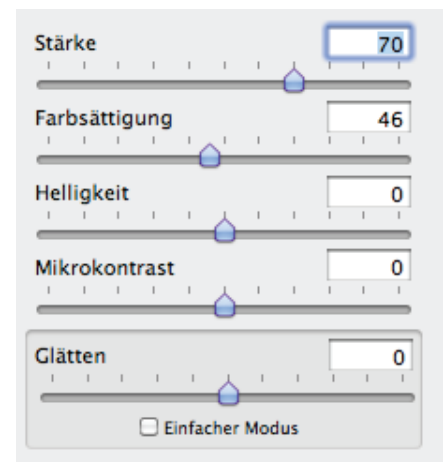 Stärke 70
Farbsättigung 46
Helligkeit 0
Mikrokontrast 0
Glätten 0
Einfacher Modus